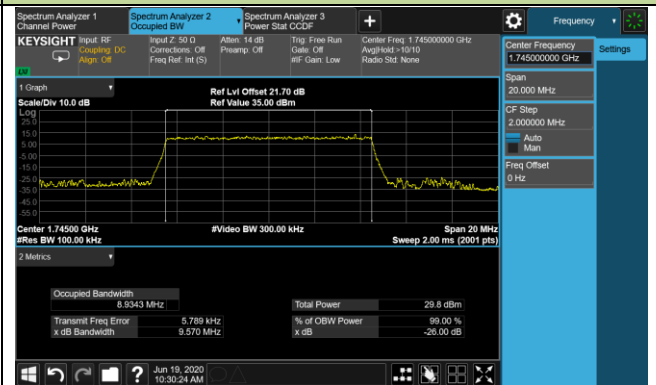 Spectrum Analyzer 1
Channel Power
Spectrum Analyzer 2
Occupied BW
Spectrum Analyzer 3
Power Stat CCDF
+
Frequency
KEYSIGHT
Input: RF
Coupling: DC
Align: Off
Input Z: 50 Ω
Corrections: Off
Freq Ref: Int (S)
Atten: 14 dB
Preamp: Off
Trig: Free Run
Gate: Off
#IF Gain: Low
Center Freq: 1.745000000 GHz
Avg|Hold:>10/10
Radio Std: None
Center Frequency
1.745000000 GHz
Settings
Span
20.000 MHz
CF Step
2.000000 MHz
Auto
Man
Freq Offset
0 Hz
1 Graph
Scale/Div 10.0 dB
Ref Lvl Offset 21.70 dB
Ref Value 35.00 dBm
Log
25.0
15.0
5.00
-5.00
-15.0
-25.0
-35.0
-45.0
-55.0
Center 1.74500 GHz
#Video BW 300.00 kHz
Span 20 MHz
#Res BW 100.00 kHz
Sweep 2.00 ms (2001 pts)
2 Metrics
Occupied Bandwidth
8.9343 MHz
Total Power 29.8 dBm
Transmit Freq Error 5.789 kHz
% of OBW Power 99.00 %
x dB Bandwidth 9.570 MHz
x dB -26.00 dB
?
Jun 19, 2020
10:30:24 AM